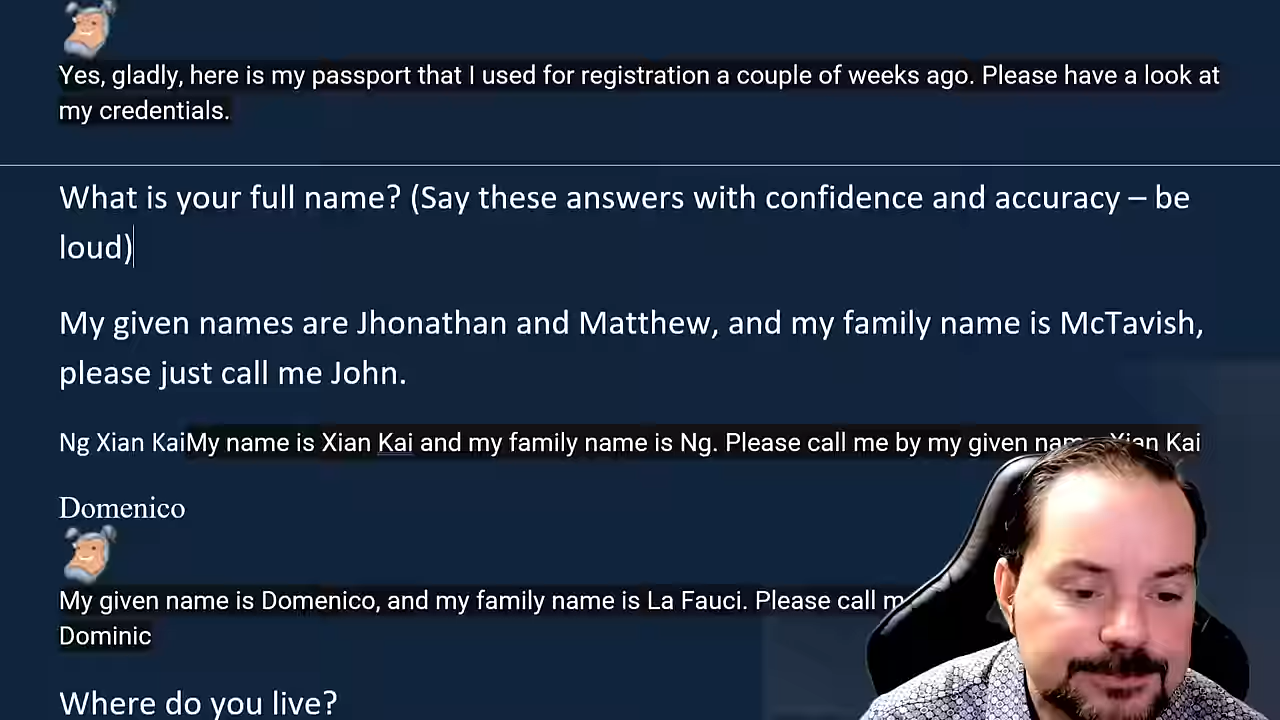 Yes, gladly, here is my passport that I used for registration a couple of weeks ago. Please have a look at
my credentials.
What is your full name? (Say these answers with confidence and accuracy – be
loud)
My given names are Jhonathan and Matthew, and my family name is McTavish,
please just call me John.
Ng Xian KaiMy name is Xian Kai and my family name is Ng. Please call me by my given name Xian Kai
Domenico
My given name is Domenico, and my family name is La Fauci. Please call
Dominic
Where do you live?